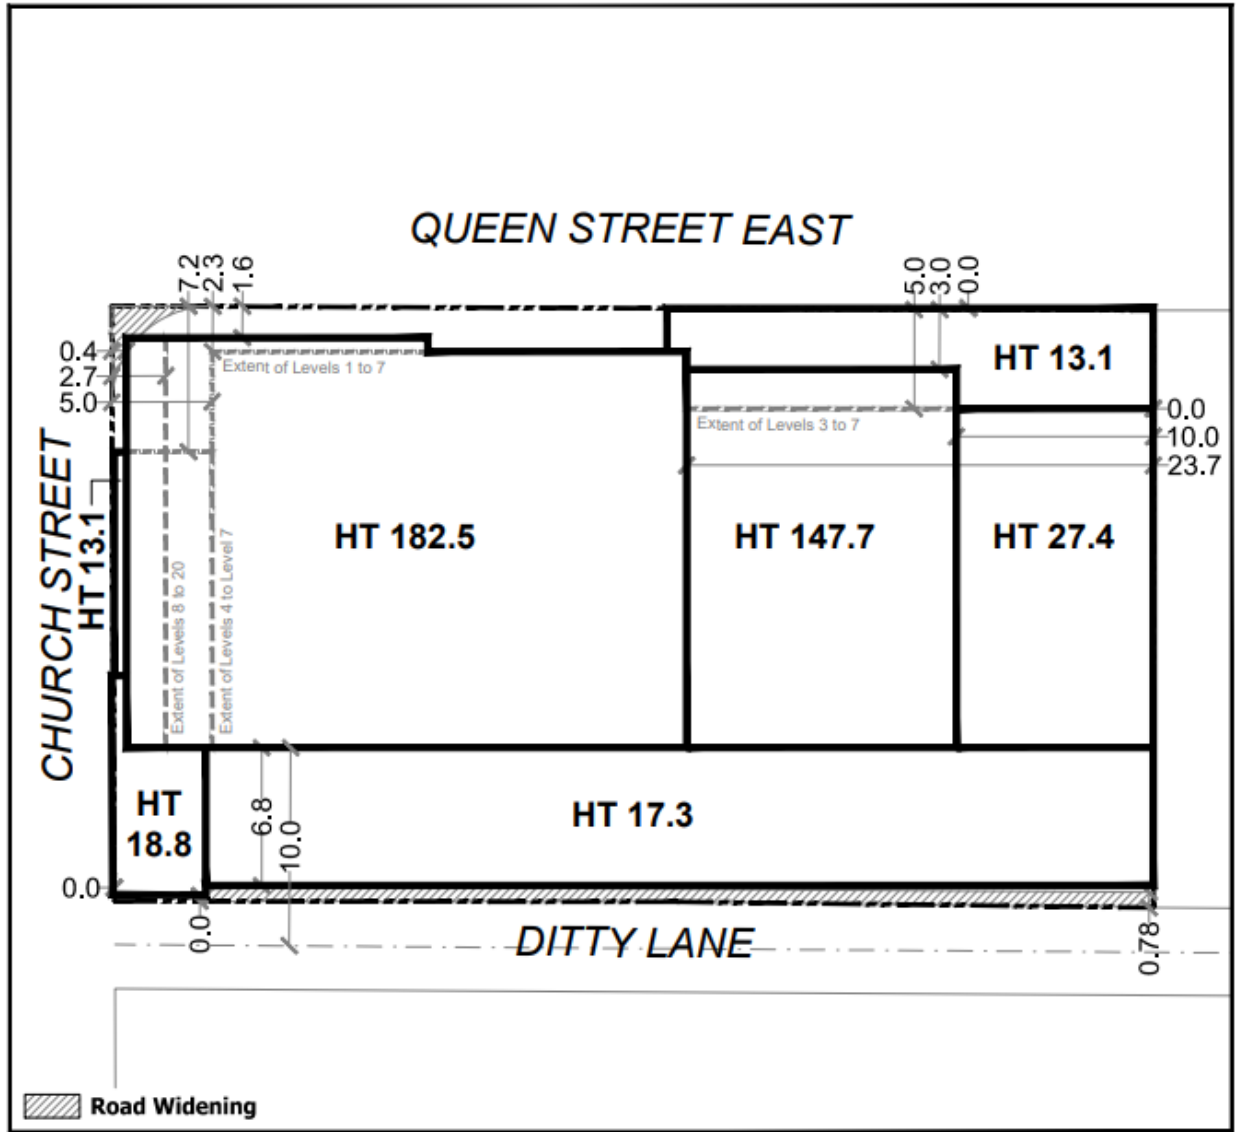 QUEEN STREET EAST
7.2
2.3
1.6
5.0
3.0
0.0
0.4
2.7
5.0
Extent of Levels 1 to 7
HT 13.1
0.0
10.0
23.7
Extent of Levels 3 to 7
CHURCH STREET
HT 13.1
Extent of Levels 8 to 20
Extent of Levels 4 to Level 7
HT 182.5
HT 147.7
HT 27.4
HT
18.8
6.8
10.0
HT 17.3
0.0
0.0
DITTY LANE
0.78
Road Widening